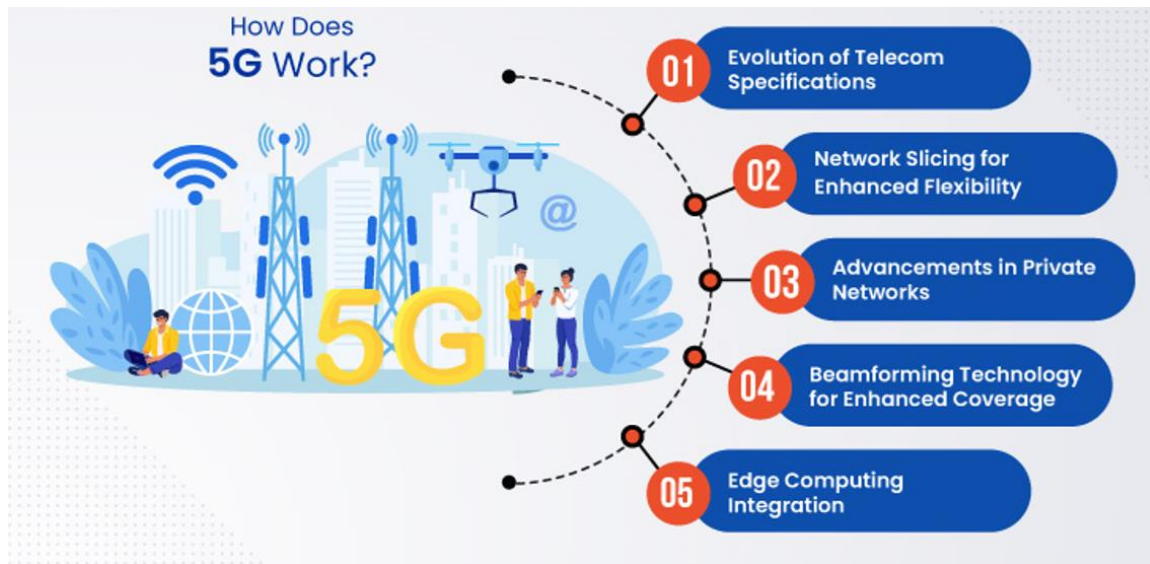 How Does
5G Work?
01
Evolution of Telecom
Specifications
02
Network Slicing for
Enhanced Flexibility
03
Advancements in Private
Networks
04
Beamforming Technology
for Enhanced Coverage
05
Edge Computing
Integration
@
5G